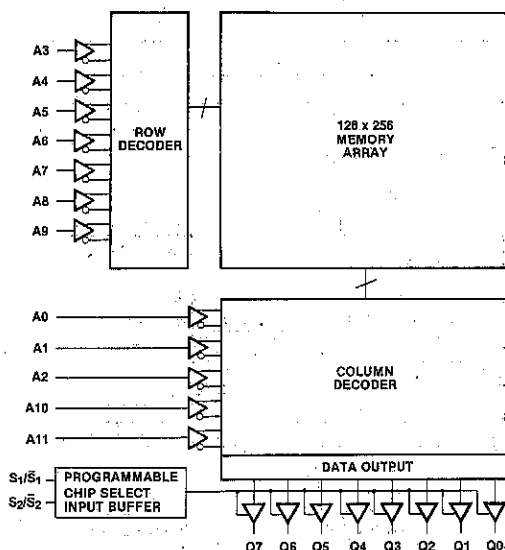 A3
A4
A5
A6
A7
A8
A9
ROW
DECODER
128 x 256
MEMORY
ARRAY
A0
A1
A2
A10
A11
COLUMN
DECODER
DATA OUTPUT
S1/S̅1
S2/S̅2
PROGRAMMABLE
CHIP SELECT
INPUT BUFFER
Q7 Q6 Q5 Q4 Q3 Q2 Q1 Q0